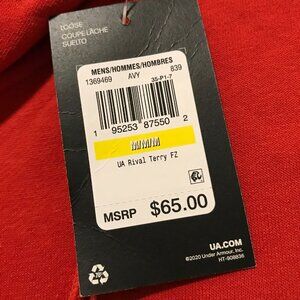 LOOSE
COUPE LÂCHE
SUELTO
MENS/HOMMES/HOMBRES
1369469 AVY 839
35-P1-7
1 95253 87550 2
M/M/M
UA Rival Terry FZ
MSRP $65.00
UA.COM
©2020 Under Armour, Inc.
HT-908836